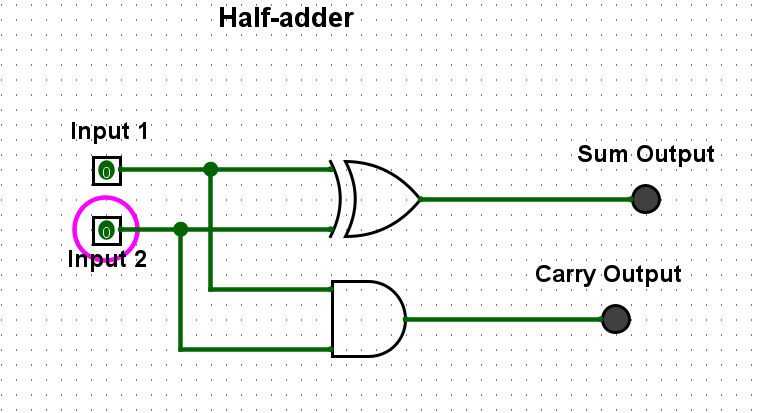 Half-adder
Input 1
0
Sum Output
0
Input 2
Carry Output